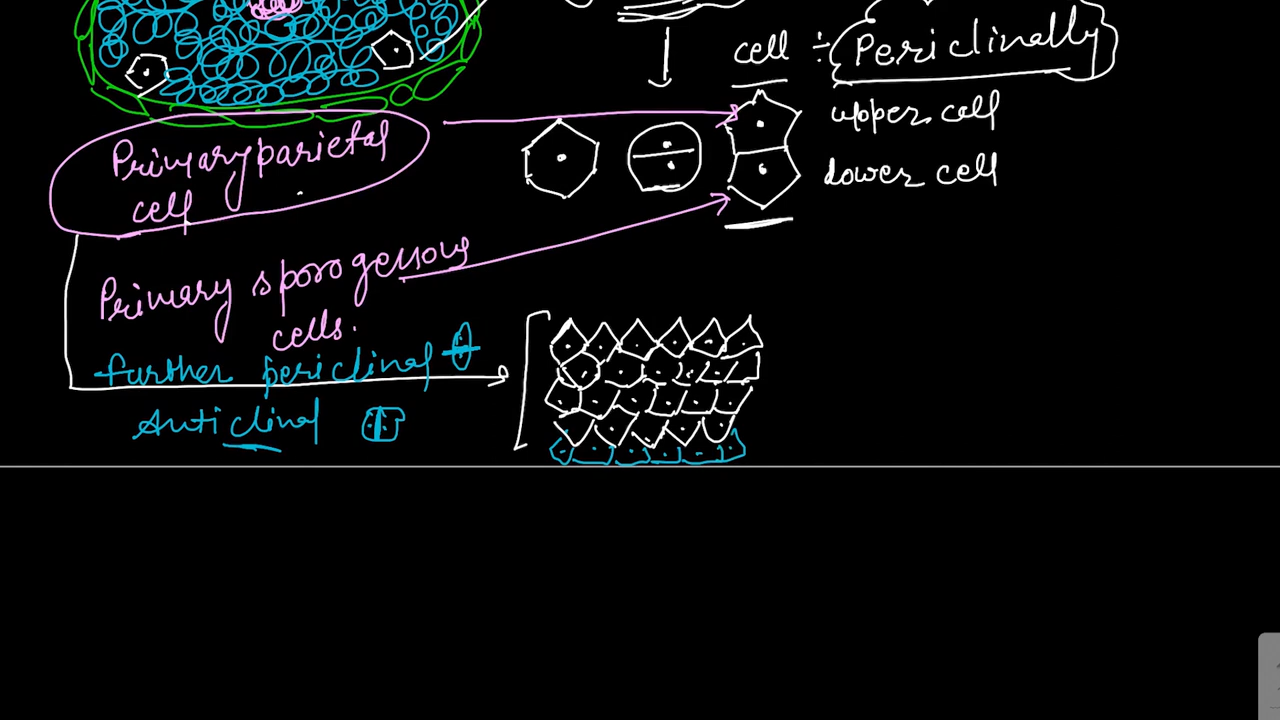 cell ÷ Periclinally
upper cell
Lower cell
Primary parietal
cell
Primary sporogenous
cells.
further periclinal
Anticlinal